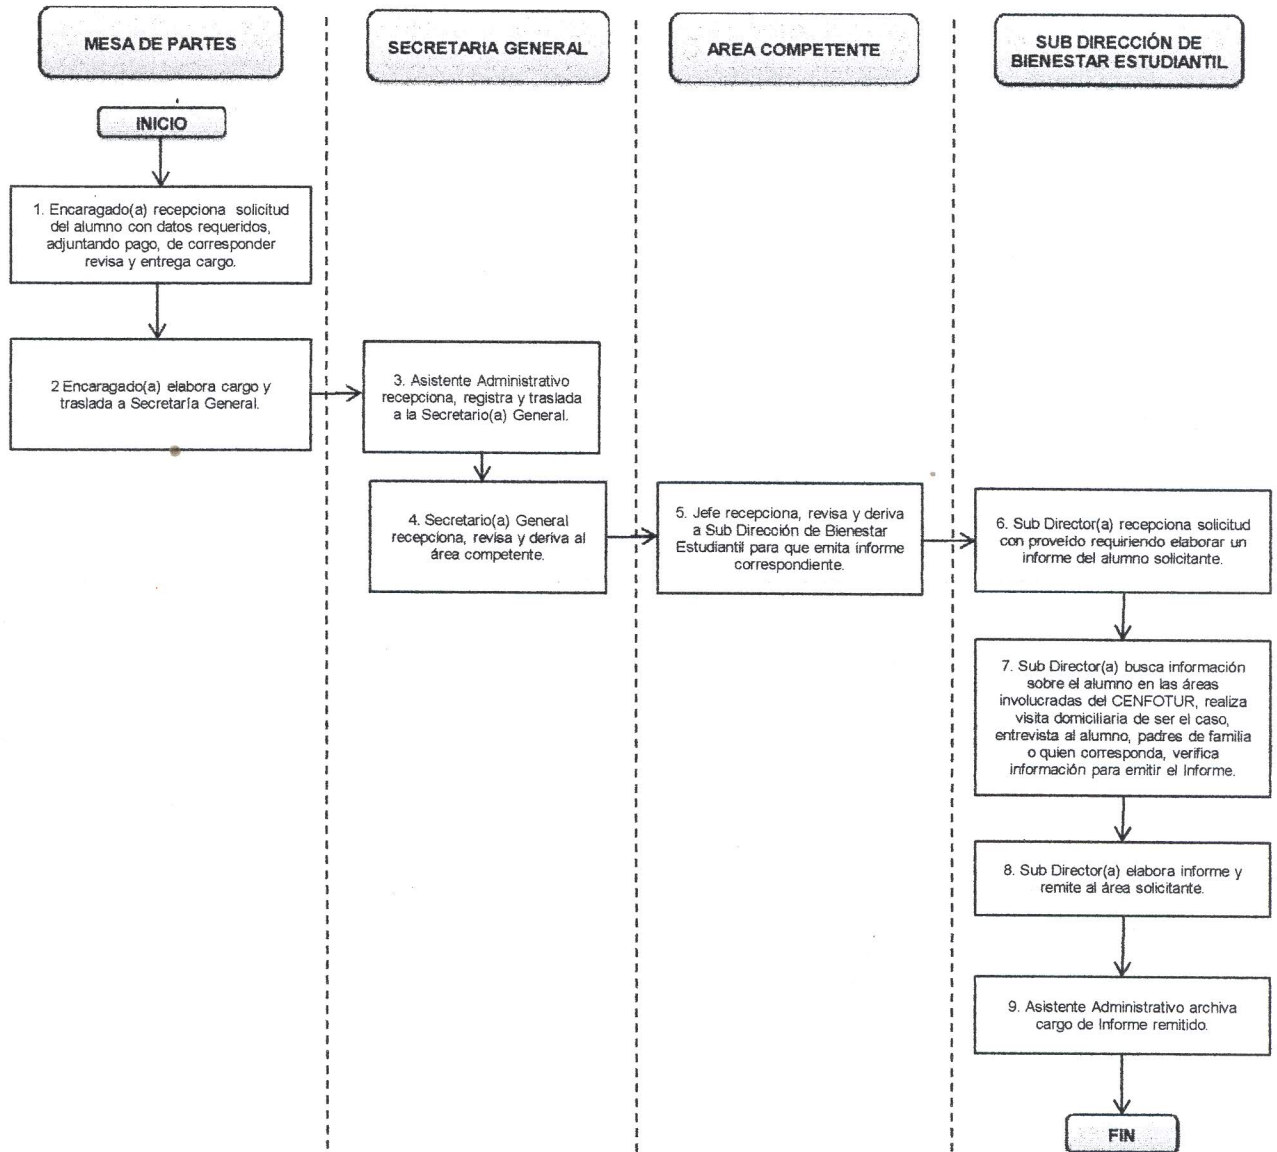 MESA DE PARTES
SECRETARIA GENERAL
AREA COMPETENTE
SUB DIRECCIÓN DE
BIENESTAR ESTUDIANTIL
INICIO
1. Encaragado(a) recepciona solicitud
del alumno con datos requeridos,
adjuntando pago, de corresponder
revisa y entrega cargo.
2 Encaragado(a) elabora cargo y
traslada a Secretaría General.
3. Asistente Administrativo
recepciona, registra y traslada
a la Secretario(a) General.
4. Secretario(a) General
recepciona, revisa y deriva al
área competente.
5. Jefe recepciona, revisa y deriva
a Sub Dirección de Bienestar
Estudiantil para que emita informe
correspondiente.
6. Sub Director(a) recepciona solicitud
con proveído requiriendo elaborar un
informe del alumno solicitante.
7. Sub Director(a) busca información
sobre el alumno en las áreas
involucradas del CENFOTUR, realiza
visita domiciliaria de ser el caso,
entrevista al alumno, padres de familia
o quien corresponda, verifica
información para emitir el Informe.
8. Sub Director(a) elabora informe y
remite al área solicitante.
9. Asistente Administrativo archiva
cargo de Informe remitido.
FIN